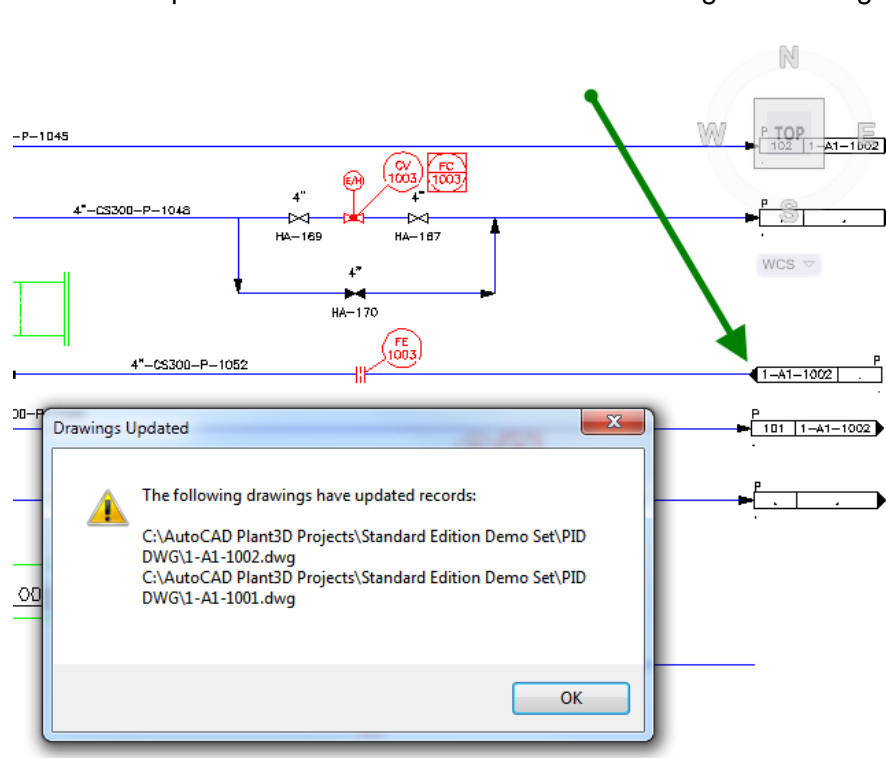 -P-1045
N
W
TOP
E
S
P
102 1-A1-1002
4"-CS300-P-1048
4"
E/H
CV
1003
FC
1003
4"
P
HA-169
HA-167
WCS
4"
HA-170
FE
1003
4"-CS300-P-1052
P
1-A1-1002
P
101 1-A1-1002
P
Drawings Updated
The following drawings have updated records:
C:\AutoCAD Plant3D Projects\Standard Edition Demo Set\PID
DWG\1-A1-1002.dwg
C:\AutoCAD Plant3D Projects\Standard Edition Demo Set\PID
DWG\1-A1-1001.dwg
OK